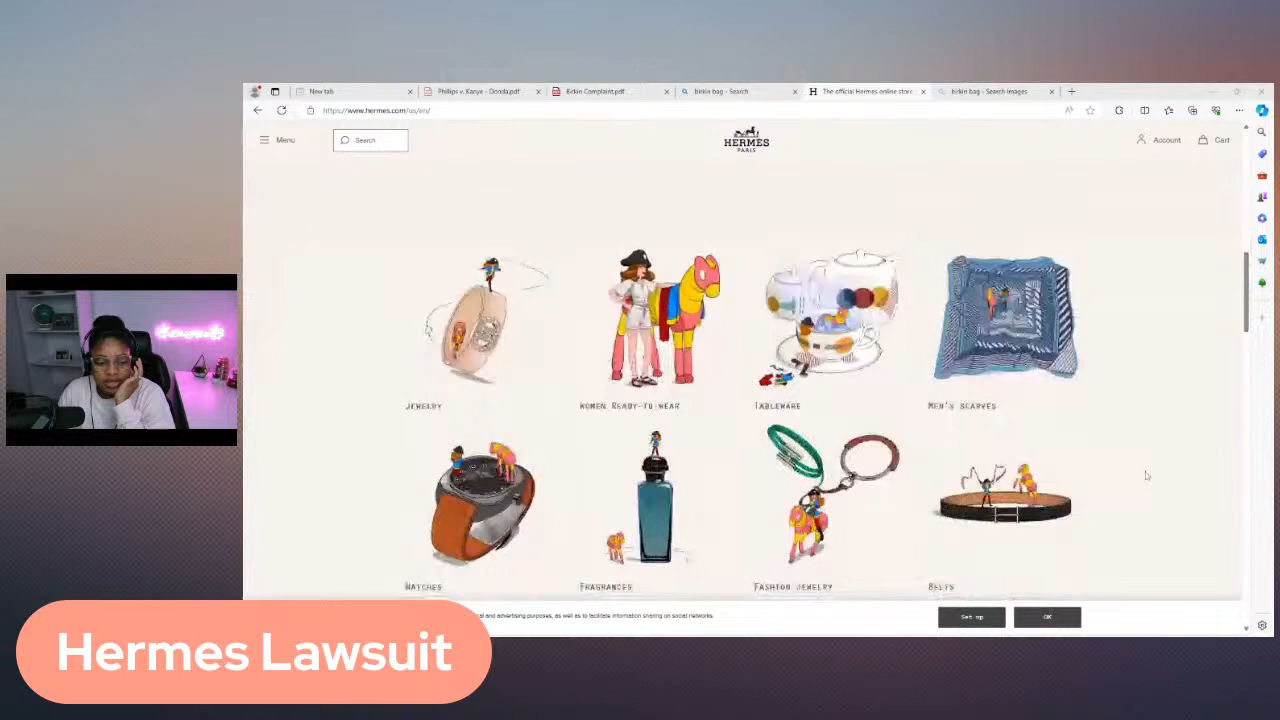 New tab
Phillips v. Kanye - Donda.pdf
Birkin Complaint.pdf
birkin bag - Search
The official Hermes online store
birkin bag - Search Images
https://www.hermes.com/us/en/
Menu
Search
HERMÈS
PARIS
Account
Cart
JEWELRY
WOMEN READY-TO-WEAR
TABLEWARE
MEN'S SCARVES
WATCHES
FRAGRANCES
FASHION JEWELRY
BELTS
and advertising purposes, as well as to facilitate information sharing on social networks.
Set up
OK
Hermes Lawsuit